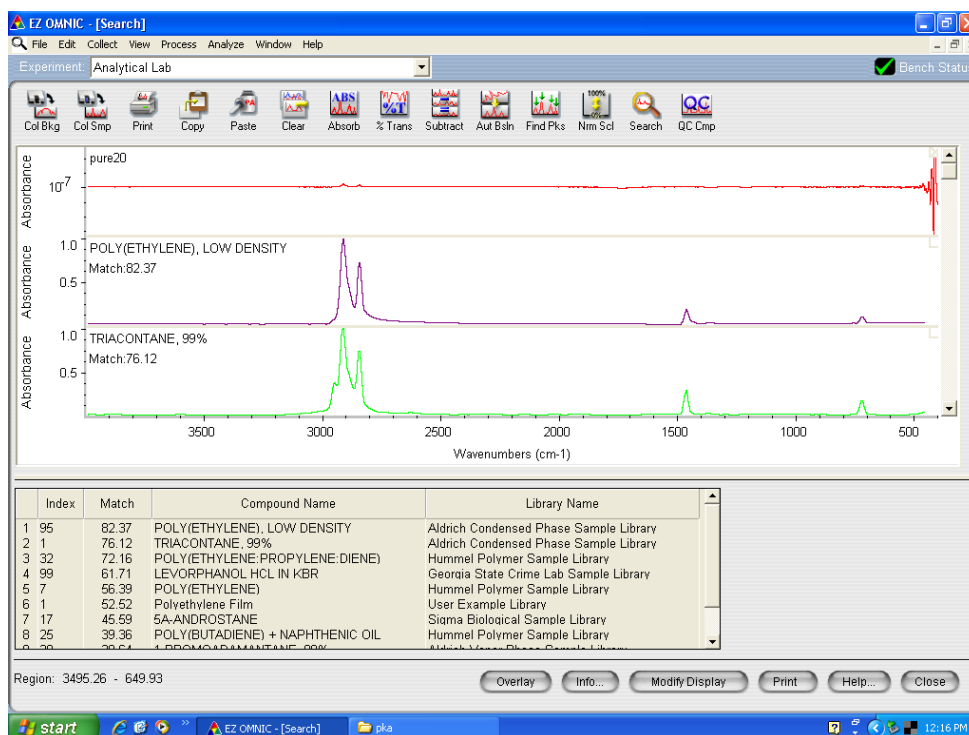 EZ OMNIC - [Search]
File Edit Collect View Process Analyze Window Help
Experiment: Analytical Lab Bench Status
Col Bkg Col Smp Print Copy Paste Clear Absorb % Trans Subtract Aut Bsln Find Pks Nrm Scl Search QC Cmp
pure20
Absorbance
10-7
POLY(ETHYLENE), LOW DENSITY
Match:82.37
Absorbance
1.0
0.5
TRIACONTANE, 99%
Match:76.12
Absorbance
1.0
0.5
3500 3000 2500 2000 1500 1000 500
Wavenumbers (cm-1)
Index Match Compound Name Library Name
1 95 82.37 POLY(ETHYLENE), LOW DENSITY Aldrich Condensed Phase Sample Library
2 1 76.12 TRIACONTANE, 99% Aldrich Condensed Phase Sample Library
3 32 72.16 POLY(ETHYLENE:PROPYLENE:DIENE) Hummel Polymer Sample Library
4 99 61.71 LEVORPHANOL HCL IN KBR Georgia State Crime Lab Sample Library
5 7 56.39 POLY(ETHYLENE) Hummel Polymer Sample Library
6 1 52.52 Polyethylene Film User Example Library
7 17 45.59 5A-ANDROSTANE Sigma Biological Sample Library
8 25 39.36 POLY(BUTADIENE) + NAPHTHENIC OIL Hummel Polymer Sample Library
Region: 3495.26 - 649.93
Overlay Info... Modify Display Print Help... Close
start EZ OMNIC - [Search] pka 12:16 PM